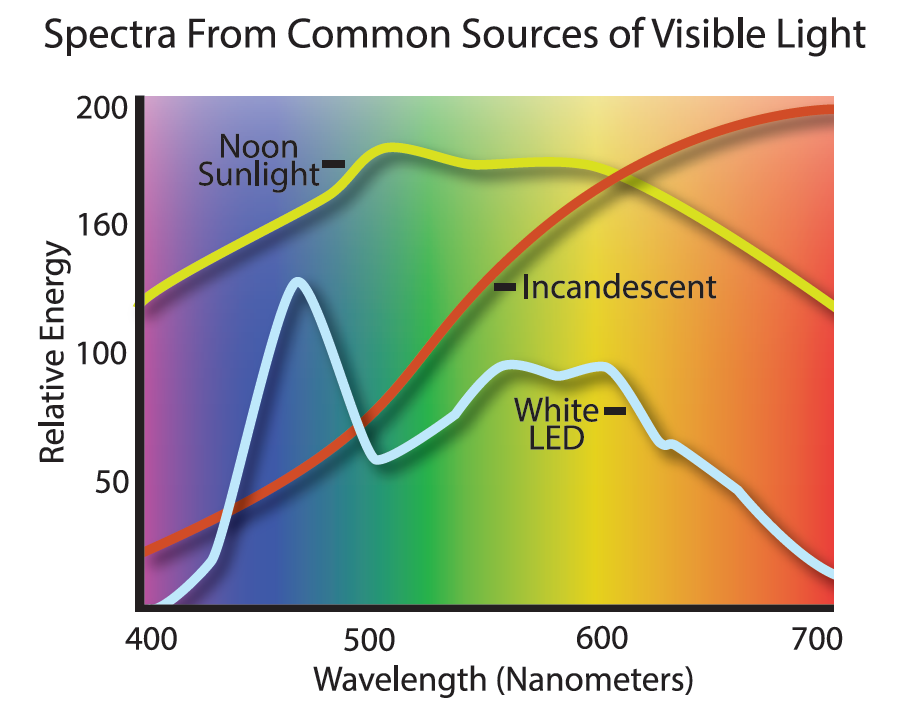 Spectra From Common Sources of Visible Light
200
160
100
50
Relative Energy
Noon
Sunlight
Incandescent
White
LED
400 500 600 700
Wavelength (Nanometers)